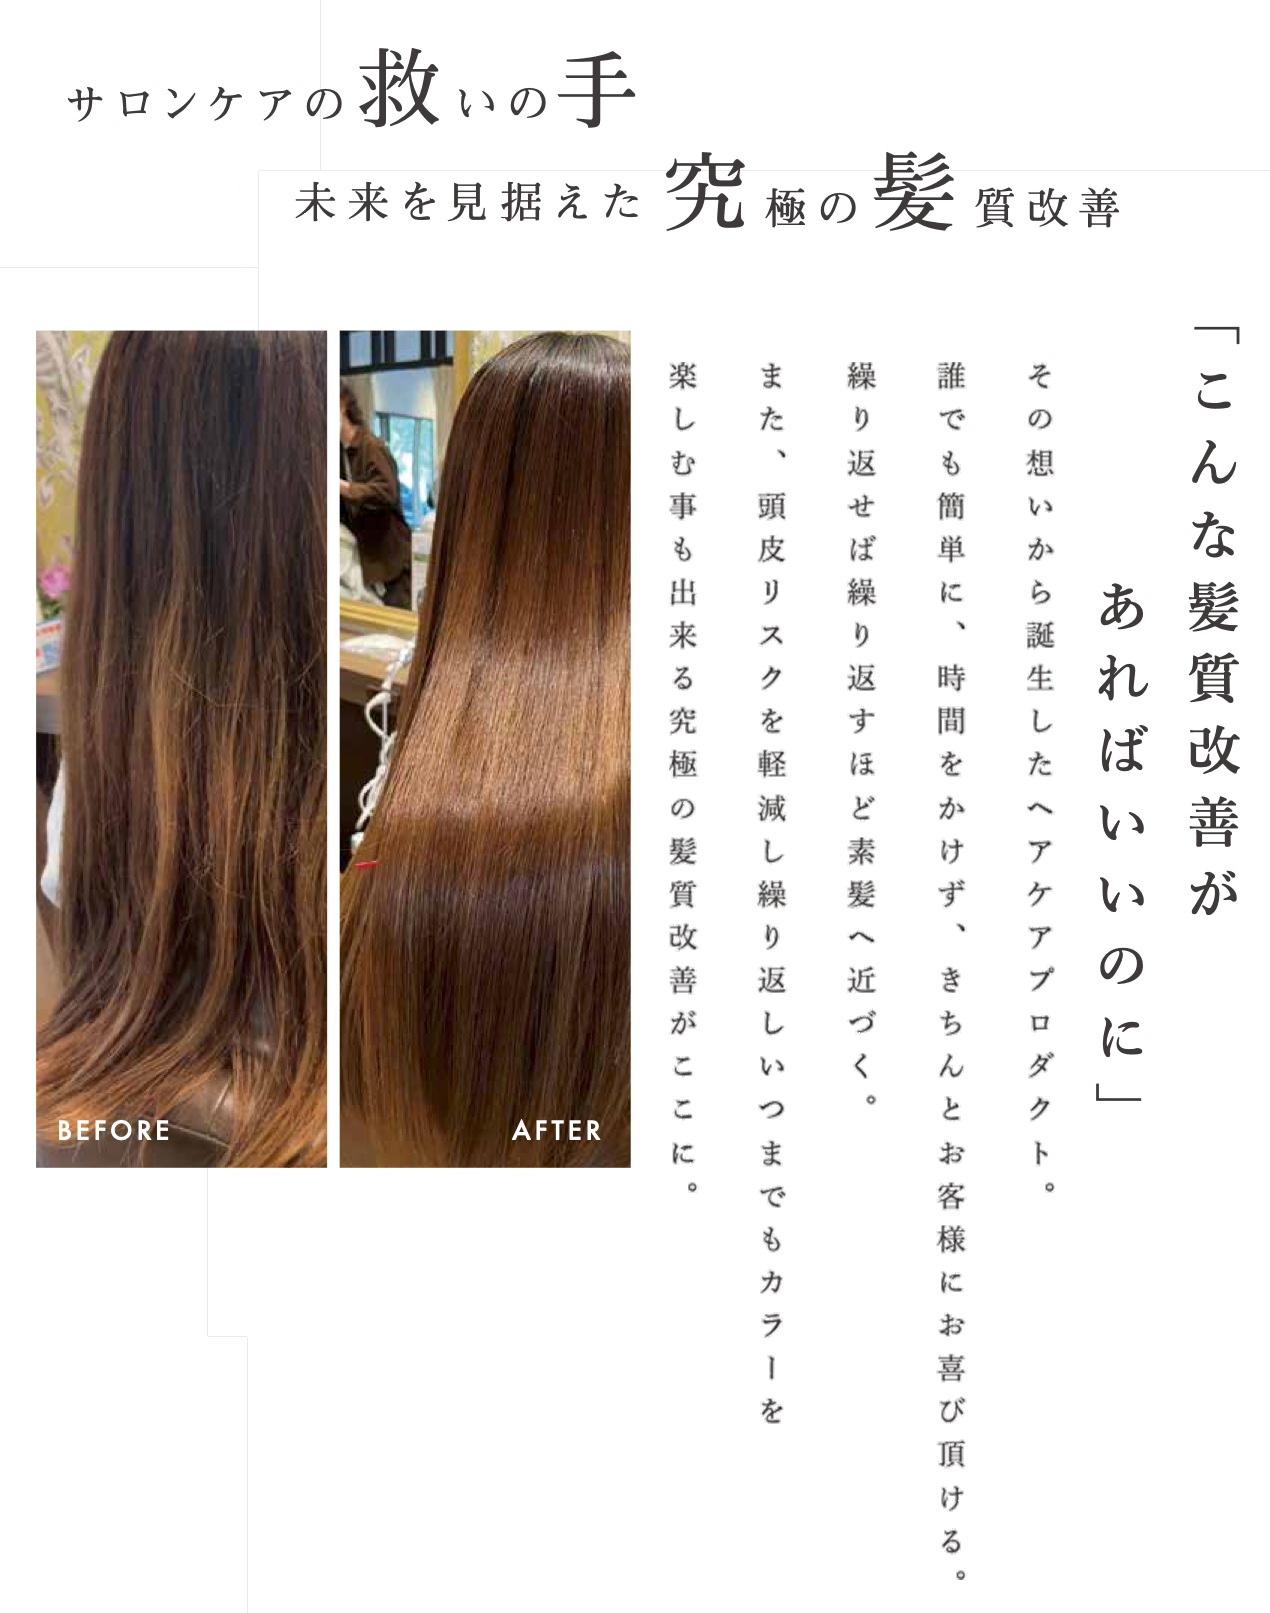 サロンケアの救いの手
未来を見据えた究極の髪質改善
「こんな髪質改善が
あればいいのに」
その想いから誕生したヘアケアプロダクト。
誰でも簡単に、時間をかけず、きちんとお客様にお喜び頂ける。
繰り返せば繰り返すほど素髪へ近づく。
また、頭皮リスクを軽減し繰り返しいつまでもカラーを
楽しむ事も出来る究極の髪質改善がここに。
BEFORE
AFTER